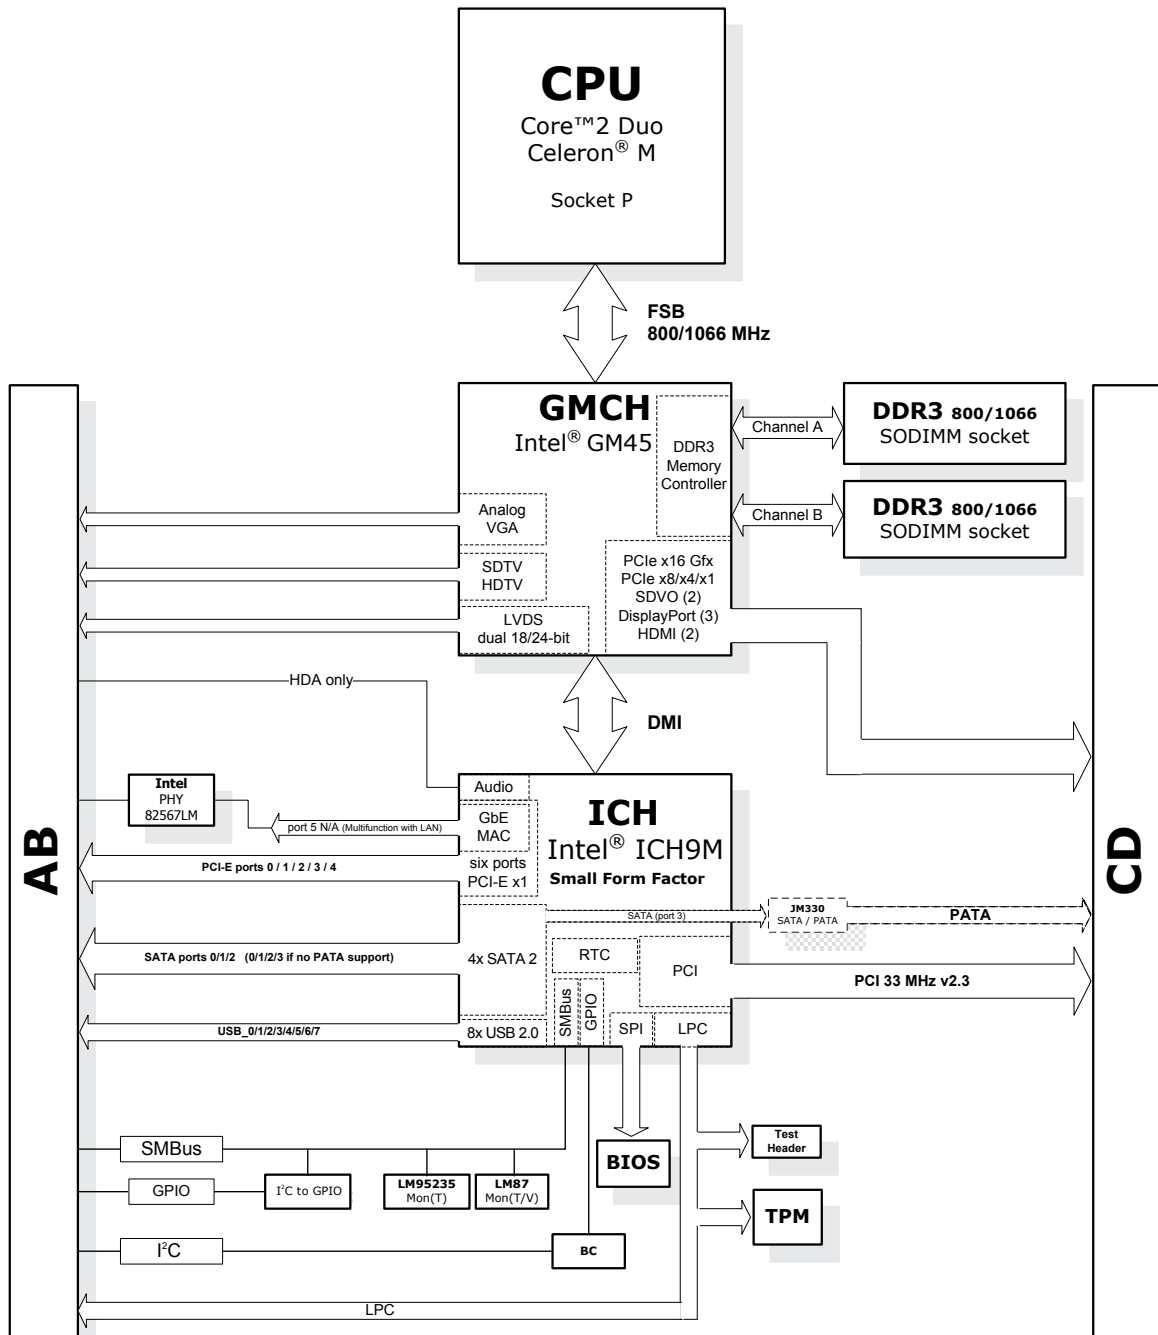 CPU
Core™2 Duo
Celeron® M
Socket P
FSB
800/1066 MHz
AB
CD
GMCH
Intel® GM45
DDR3
Memory
Controller
Channel A
DDR3 800/1066
SODIMM socket
Channel B
DDR3 800/1066
SODIMM socket
Analog
VGA
SDTV
HDTV
LVDS
dual 18/24-bit
PCIe x16 Gfx
PCIe x8/x4/x1
SDVO (2)
DisplayPort (3)
HDMI (2)
HDA only
DMI
Intel
PHY
82567LM
port 5 N/A (Multifunction with LAN)
PCI-E ports 0 / 1 / 2 / 3 / 4
Audio
GbE
MAC
six ports
PCI-E x1
ICH
Intel® ICH9M
Small Form Factor
SATA (port 3)
JM330
SATA / PATA
PATA
SATA ports 0/1/2 (0/1/2/3 if no PATA support)
4x SATA 2
RTC
PCI
PCI 33 MHz v2.3
USB_0/1/2/3/4/5/6/7
8x USB 2.0
SMBus
GPIO
SPI
LPC
SMBus
GPIO
I²C to GPIO
LM95235
Mon(T)
LM87
Mon(T/V)
BIOS
Test
Header
TPM
I²C
BC
LPC